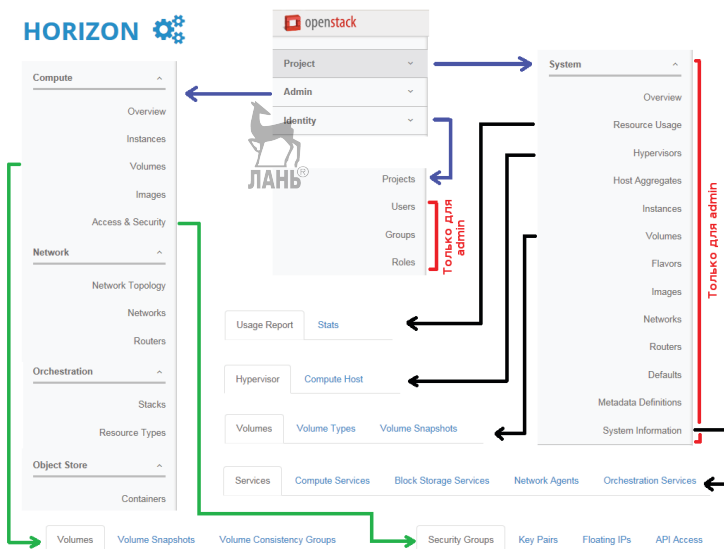 HORIZON
openstack
Project
Admin
Identity
ЛАНЬ®
Projects
Users
Groups
Roles
Только для
admin
Compute
Overview
Instances
Volumes
Images
Access & Security
Network
Network Topology
Networks
Routers
Orchestration
Stacks
Resource Types
Object Store
Containers
System
Overview
Resource Usage
Hypervisors
Host Aggregates
Instances
Volumes
Flavors
Images
Networks
Routers
Defaults
Metadata Definitions
System Information
Только для admin
Usage Report Stats
Hypervisor Compute Host
Volumes Volume Types Volume Snapshots
Services Compute Services Block Storage Services Network Agents Orchestration Services
Volumes Volume Snapshots Volume Consistency Groups
Security Groups Key Pairs Floating IPs API Access